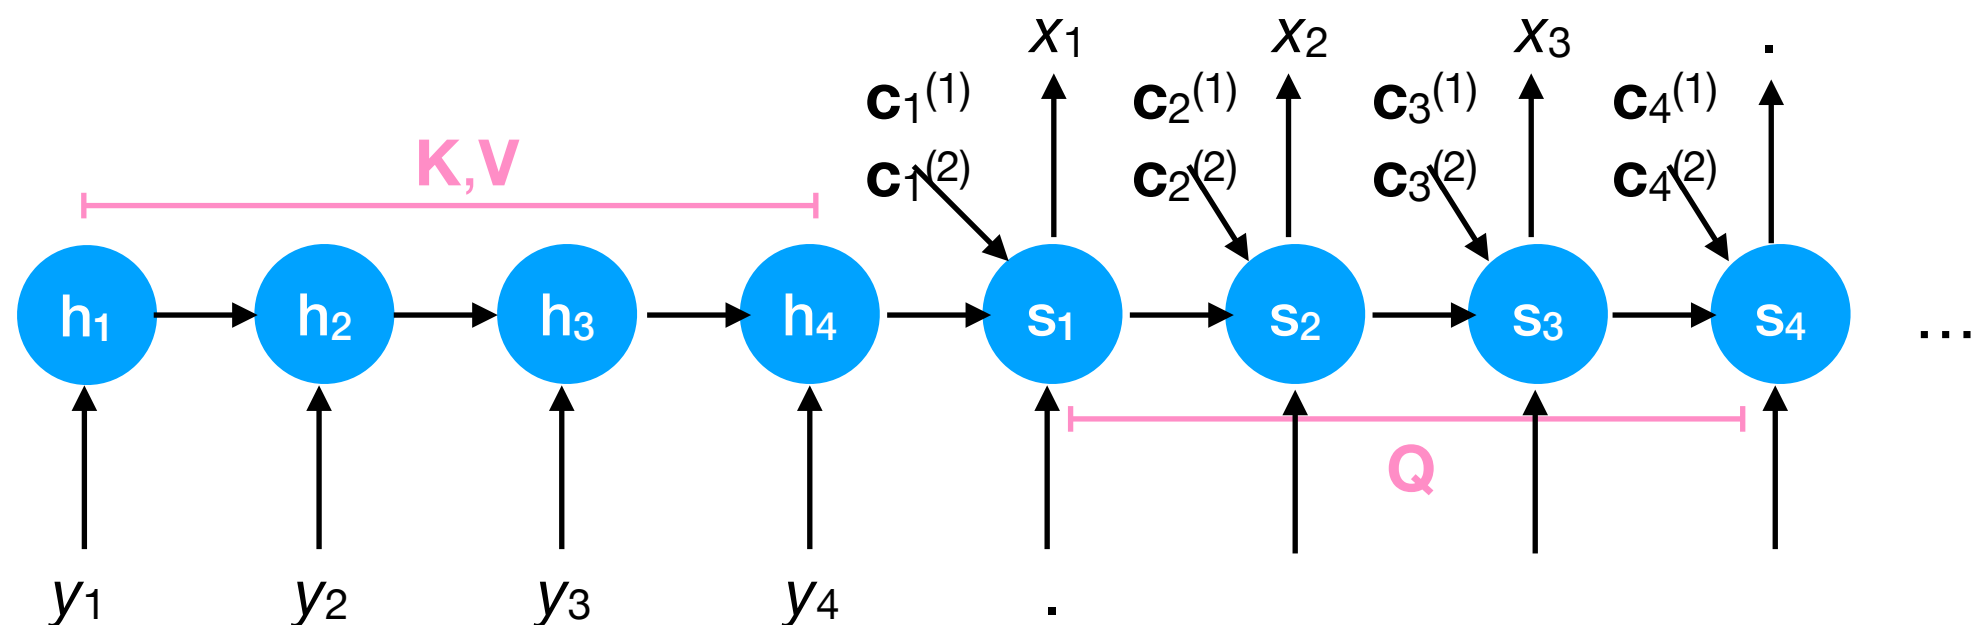 x₁ x₂ x₃ .
c₁⁽¹⁾ c₂⁽¹⁾ c₃⁽¹⁾ c₄⁽¹⁾
K,V
c₁⁽²⁾ c₂⁽²⁾ c₃⁽²⁾ c₄⁽²⁾
h₁ h₂ h₃ h₄ s₁ s₂ s₃ s₄ ...
Q
y₁ y₂ y₃ y₄ .